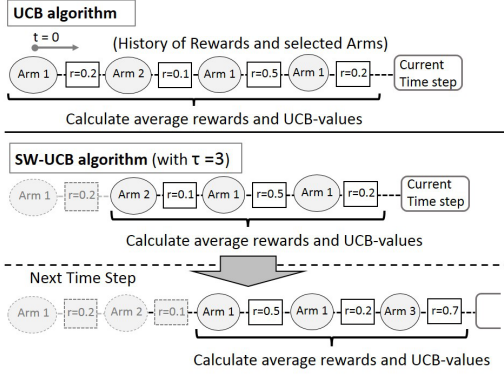 UCB algorithm
t = 0
(History of Rewards and selected Arms)
Arm 1 r=0.2 Arm 2 r=0.1 Arm 1 r=0.5 Arm 1 r=0.2 Current
Time step
Calculate average rewards and UCB-values
SW-UCB algorithm (with τ =3)
Arm 1 r=0.2 Arm 2 r=0.1 Arm 1 r=0.5 Arm 1 r=0.2 Current
Time step
Calculate average rewards and UCB-values
Next Time Step
Arm 1 r=0.2 Arm 2 r=0.1 Arm 1 r=0.5 Arm 1 r=0.2 Arm 3 r=0.7
Calculate average rewards and UCB-values